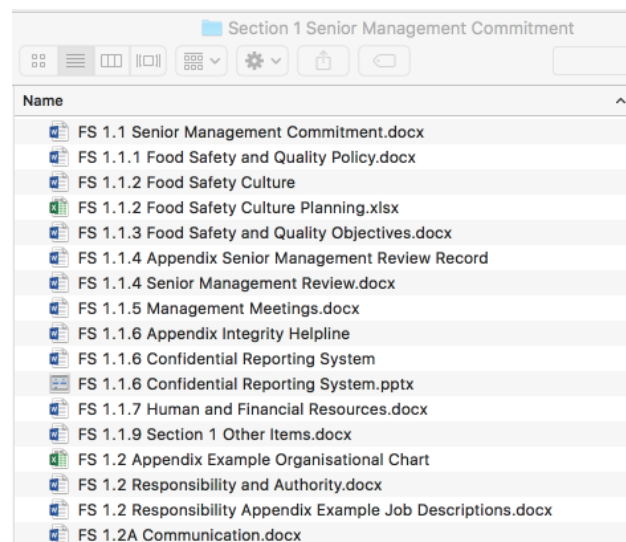 Section 1 Senior Management Commitment
Name
FS 1.1 Senior Management Commitment.docx
FS 1.1.1 Food Safety and Quality Policy.docx
FS 1.1.2 Food Safety Culture
FS 1.1.2 Food Safety Culture Planning.xlsx
FS 1.1.3 Food Safety and Quality Objectives.docx
FS 1.1.4 Appendix Senior Management Review Record
FS 1.1.4 Senior Management Review.docx
FS 1.1.5 Management Meetings.docx
FS 1.1.6 Appendix Integrity Helpline
FS 1.1.6 Confidential Reporting System
FS 1.1.6 Confidential Reporting System.pptx
FS 1.1.7 Human and Financial Resources.docx
FS 1.1.9 Section 1 Other Items.docx
FS 1.2 Appendix Example Organisational Chart
FS 1.2 Responsibility and Authority.docx
FS 1.2 Responsibility Appendix Example Job Descriptions.docx
FS 1.2A Communication.docx